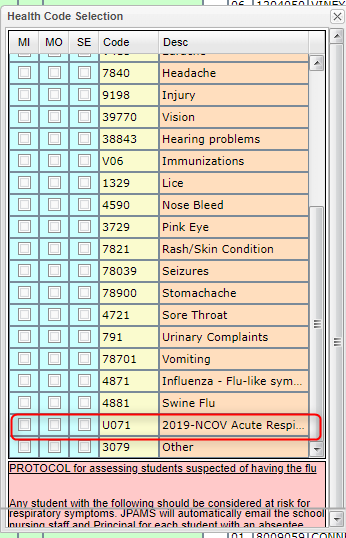 Health Code Selection
MI MO SE Code Desc
7840 Headache
9198 Injury
39770 Vision
38843 Hearing problems
V06 Immunizations
1329 Lice
4590 Nose Bleed
3729 Pink Eye
7821 Rash/Skin Condition
78039 Seizures
78900 Stomachache
4721 Sore Throat
791 Urinary Complaints
78701 Vomiting
4871 Influenza - Flu-like sym...
4881 Swine Flu
U071 2019-NCOV Acute Respi...
3079 Other
PROTOCOL for assessing students suspected of having the flu
Any student with the following should be considered at risk for
respiratory symptoms. JPAMS will automatically email the school
nursing staff and Principal for each student with an absentee